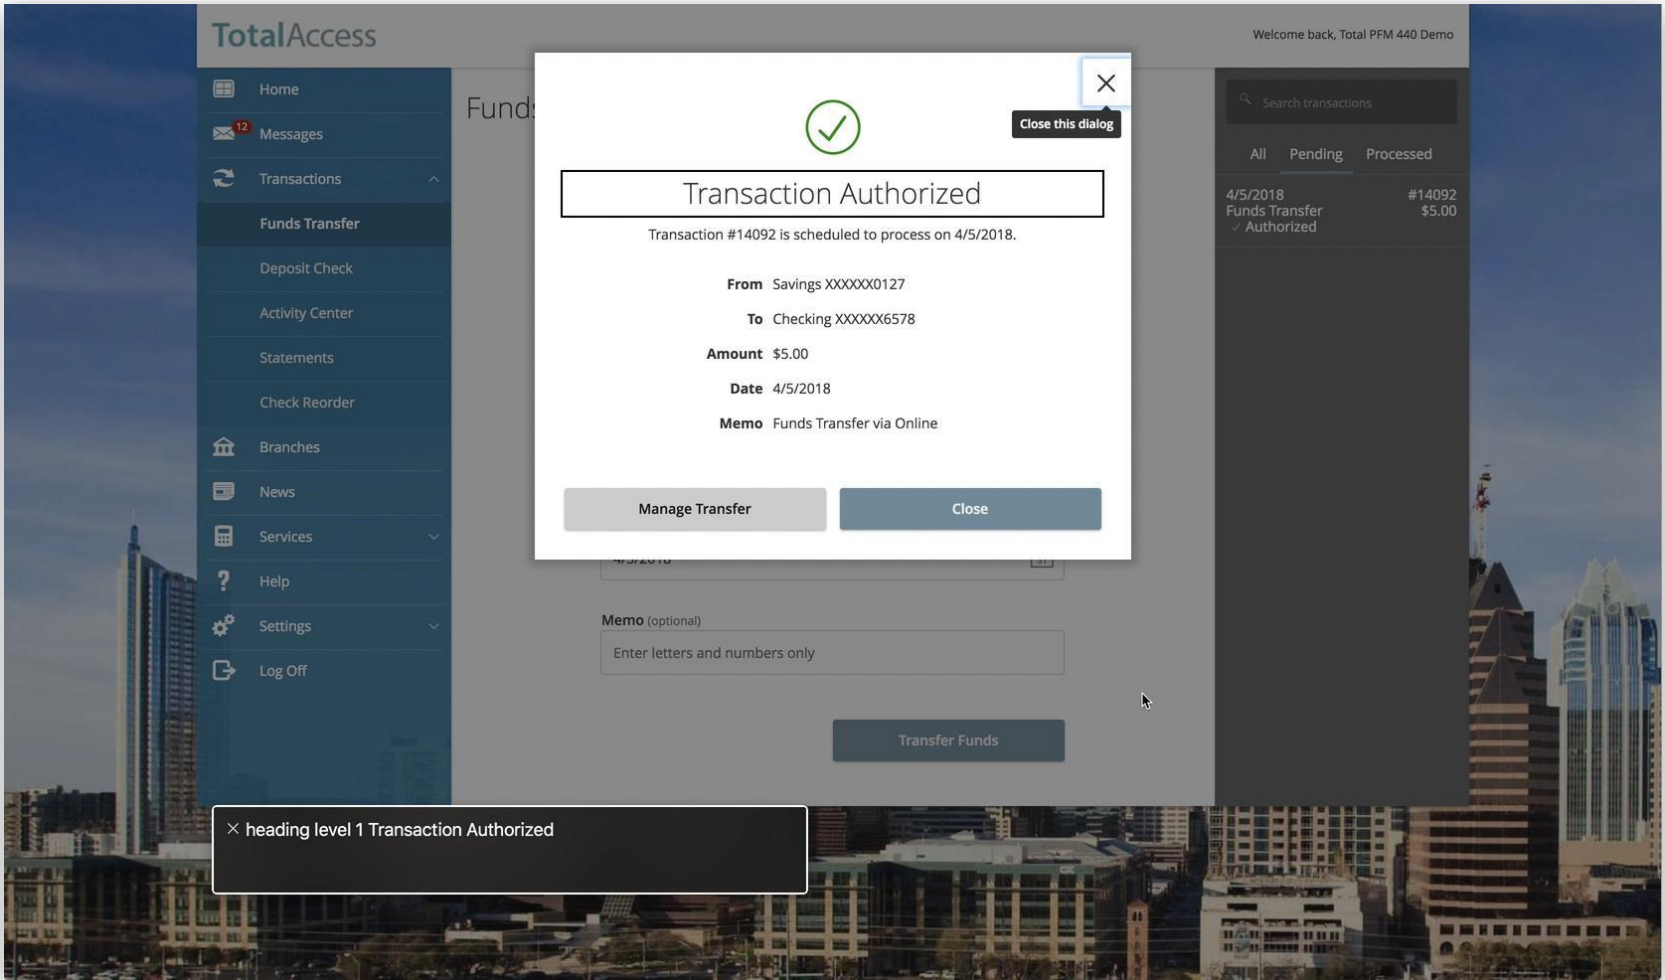 TotalAccess
Welcome back, Total PFM 440 Demo
Home
12
Messages
Transactions
Funds Transfer
Deposit Check
Activity Center
Statements
Check Reorder
Branches
News
Services
Help
Settings
Log Off
Funds
Close this dialog
Transaction Authorized
Transaction #14092 is scheduled to process on 4/5/2018.
From Savings XXXXXX0127
To Checking XXXXXX6578
Amount $5.00
Date 4/5/2018
Memo Funds Transfer via Online
Manage Transfer Close
4/5/2018
31
Memo (optional)
Enter letters and numbers only
Transfer Funds
Search transactions
All Pending Processed
4/5/2018 #14092
Funds Transfer $5.00
Authorized
heading level 1 Transaction Authorized